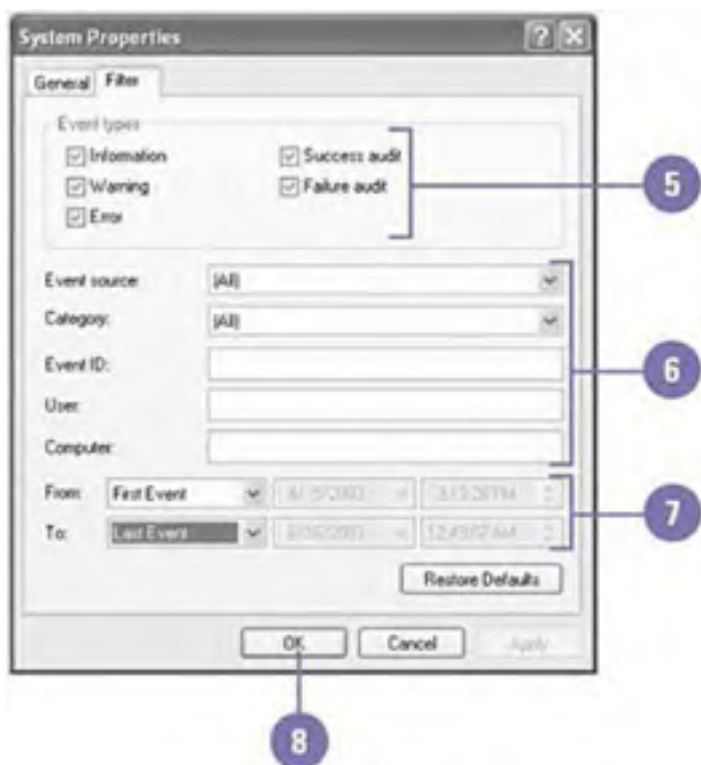 System Properties
General Filter
Event types
Information Success audit
Warning Failure audit
Error
5
Event source: (All)
Category: (All)
Event ID:
User:
Computer:
6
From: First Event
To: Last Event
7
Restore Defaults
OK Cancel Apply
8